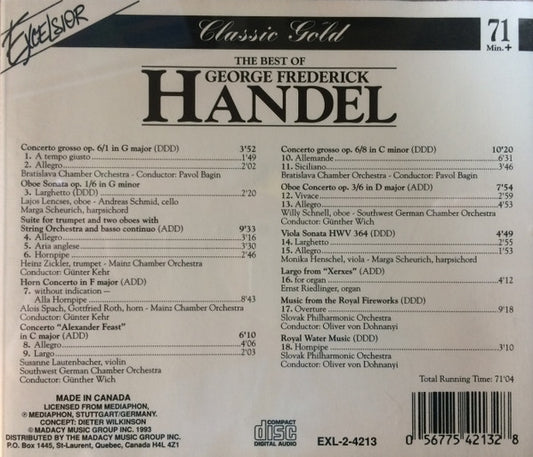 EXCELSIOR
Classic Gold
71
Min.+
THE BEST OF
GEORGE FREDERICK
HANDEL
Concerto grosso op. 6/1 in G major (DDD) 3'52
1. A tempo giusto 1'49
2. Allegro 2'02
Bratislava Chamber Orchestra - Conductor: Pavol Bagin
Oboe Sonata op. 1/6 in G minor
3. Larghetto (DDD) 2'20
Lajos Lencses, oboe - Andreas Schmid, cello
Marga Scheurich, harpsichord
Suite for trumpet and two oboes with
String Orchestra and basso continuo (ADD) 9'33
4. Allegro 3'16
5. Aria anglese 3'30
6. Hornpipe 2'46
Heinz Zickler, trumpet - Mainz Chamber Orchestra
Conductor: Günter Kehr
Horn Concerto in F major (ADD)
7. without indication —
Alla Hornpipe 8'43
Alois Spach, Gottfried Roth, horn - Mainz Chamber Orchestra
Conductor: Günter Kehr
Concerto "Alexander Feast"
in C major (ADD) 6'10
8. Allegro 4'06
9. Largo 2'03
Susanne Lautenbacher, violin
Southwest German Chamber Orchestra
Conductor: Günther Wich
Concerto grosso op. 6/8 in C minor (DDD) 10'20
10. Allemande 6'31
11. Siciliano 3'11
Bratislava Chamber Orchestra - Conductor: Pavol Bagin
Oboe Concerto op. 3/6 in D major (ADD) 7'54
12. Vivace 2'59
13. Allegro 4'53
Willy Schnell, oboe - Southwest German Chamber Orchestra
Conductor: Günther Wich
Viola Sonata HWV 364 (DDD) 4'49
14. Larghetto 2'55
15. Allegro 1'53
Monika Henschel, viola - Marga Scheurich, harpsichord
Largo from "Xerxes" (ADD)
16. for organ 4'12
Ernst Riedlinger, organ
Music from the Royal Fireworks (DDD)
17. Overture 9'18
Slovak Philharmonic Orchestra
Conductor: Oliver von Dohnanyi
Royal Water Music (DDD)
18. Hornpipe 3'10
Slovak Philharmonic Orchestra
Conductor: Oliver von Dohnanyi
Total Running Time: 71'04
MADE IN CANADA
LICENSED FROM MEDIAPHON,
℗ MEDIAPHON, STUTTGART/GERMANY.
CONCEPT: DIETER WILKINSON
© MADACY MUSIC GROUP INC. 1993
DISTRIBUTED BY THE MADACY MUSIC GROUP INC.
P.O. Box 1445, St-Laurent, Quebec, Canada H4L 4Z1
COMPACT
disc
DIGITAL AUDIO
EXL-2-4213
0 56775 42132 8